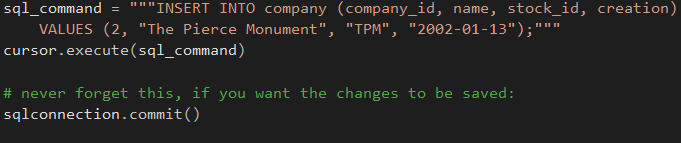 sql_command = """INSERT INTO company (company_id, name, stock_id, creation)
    VALUES (2, "The Pierce Monument", "TPM", "2002-01-13");"""
cursor.execute(sql_command)

# never forget this, if you want the changes to be saved:
sqlconnection.commit()